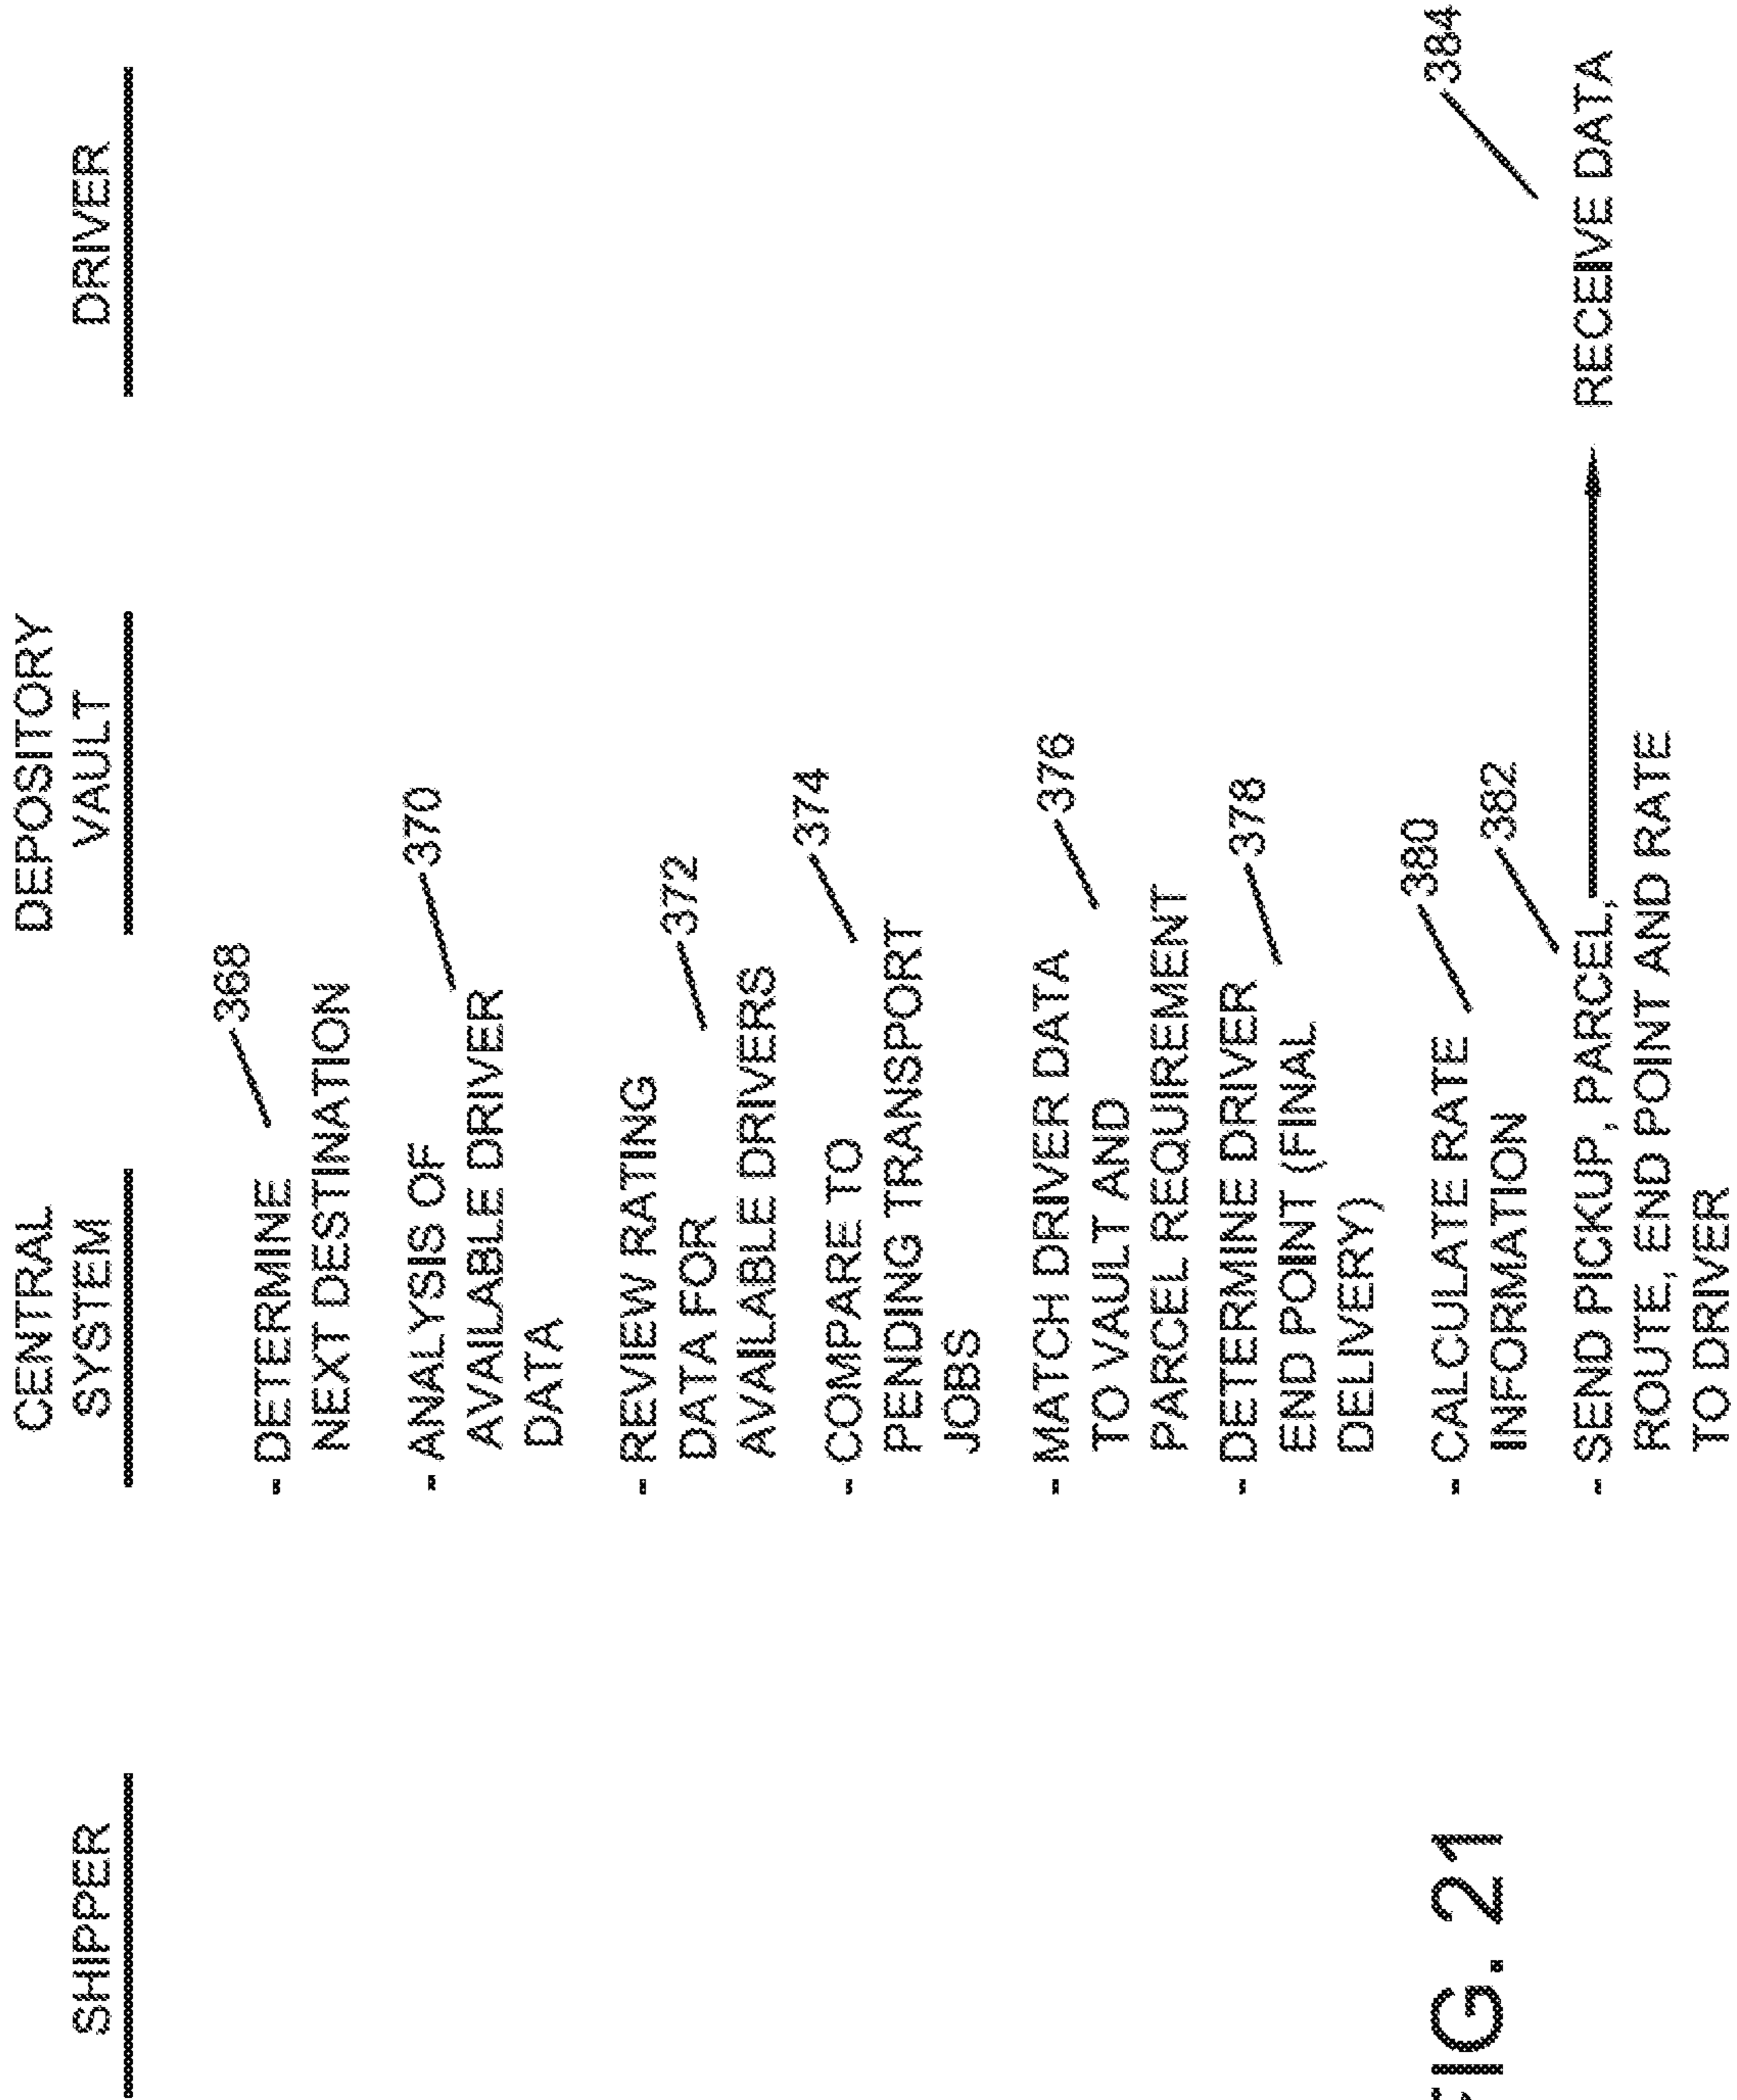 SHIPPER
CENTRAL
SYSTEM
DEPOSITORY
VAULT
DRIVER
- DETERMINE
NEXT DESTINATION
368
- ANALYSIS OF
AVAILABLE DRIVER
DATA
370
- REVIEW RATING
DATA FOR
AVAILABLE DRIVERS
372
- COMPARE TO
PENDING TRANSPORT
JOBS
374
- MATCH DRIVER DATA
TO VAULT AND
PARCEL REQUIREMENT
376
- DETERMINE DRIVER
END POINT (FINAL
DELIVERY)
378
- CALCULATE RATE
INFORMATION
380
- SEND PICKUP, PARCEL,
ROUTE, END POINT AND RATE
TO DRIVER
382
RECEIVE DATA
384
FIG. 21